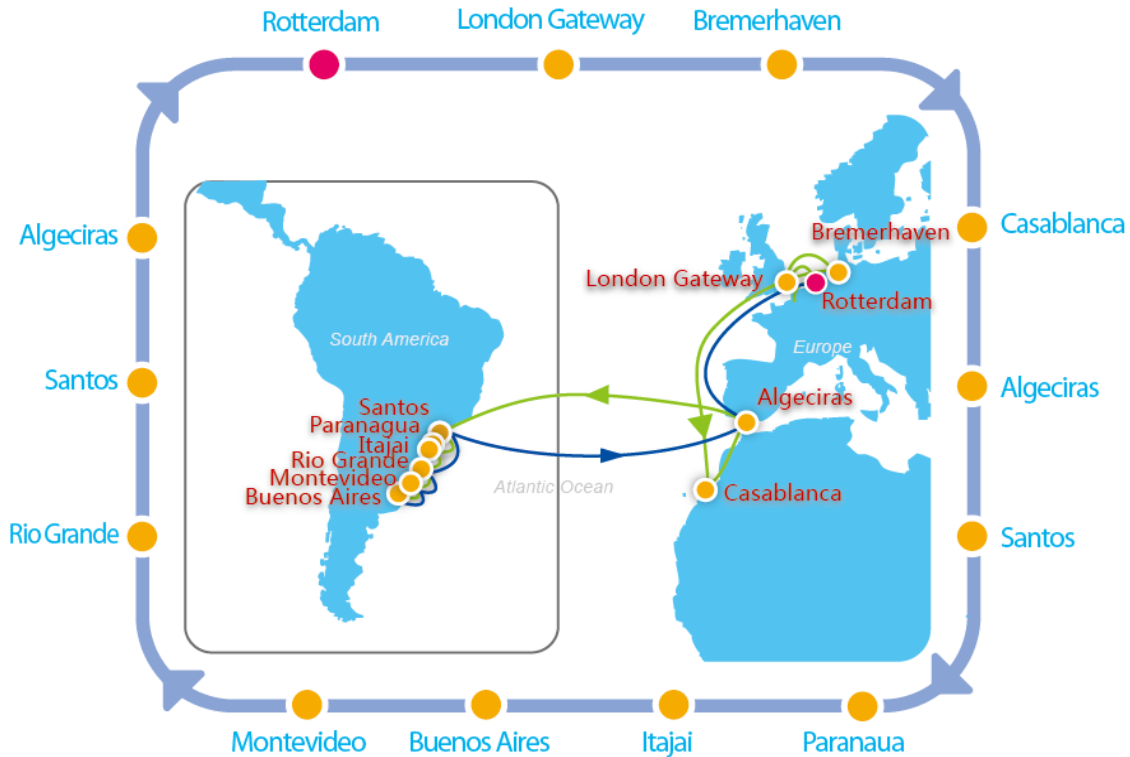 Rotterdam
London Gateway
Bremerhaven
Algeciras
Casablanca
Bremerhaven
London Gateway
Rotterdam
South America
Europe
Santos
Algeciras
Algeciras
Santos
Paranagua
Itajai
Rio Grande
Montevideo
Buenos Aires
Atlantic Ocean
Casablanca
Rio Grande
Santos
Montevideo
Buenos Aires
Itajai
Paranaua